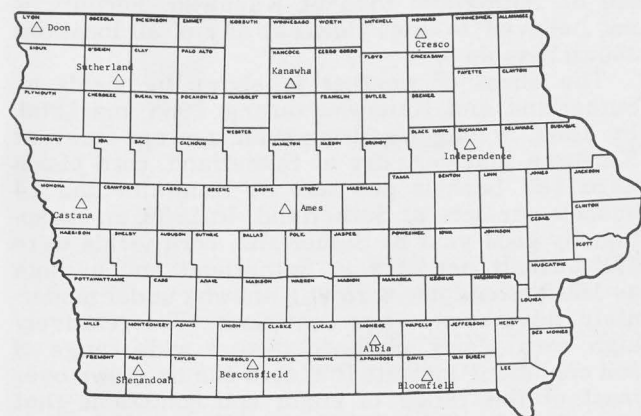 LYON OSCEOLA DICKINSON EMMET KOSSUTH WINNEBAGO WORTH MITCHELL HOWARD WINNESHIEK ALLAMAKEE
Doon Cresco
SIOUX O'BRIEN CLAY PALO ALTO HANCOCK CERRO GORDO FLOYD CHICKASAW
Sutherland Kanawha
FAYETTE CLAYTON
PLYMOUTH CHEROKEE BUENA VISTA POCAHONTAS HUMBOLDT WRIGHT FRANKLIN BUTLER BREMER
WEBSTER
WOODBURY IDA SAC CALHOUN HAMILTON HARDIN GRUNDY BLACK HAWK BUCHANAN DELAWARE DUBUQUE
Independence
TAMA BENTON LINN JONES JACKSON
MONONA CRAWFORD CARROLL GREENE BOONE STORY MARSHALL
Castana Ames
CLINTON
CEDAR
HARRISON SHELBY AUDUBON GUTHRIE DALLAS POLK JASPER POWESHIEK IOWA JOHNSON
SCOTT
MUSCATINE
POTTAWATTAMIE CASS ADAIR MADISON WARREN MARION MAHASKA KEOKUK WASHINGTON
LOUISA
MILLS MONTGOMERY ADAMS UNION CLARKE LUCAS MONROE WAPELLO JEFFERSON HENRY
DES MOINES
Albia
FREMONT PAGE TAYLOR RINGGOLD DECATUR WAYNE APPANOOSE DAVIS VAN BUREN
LEE
Shenandoah Beaconsfield Bloomfield